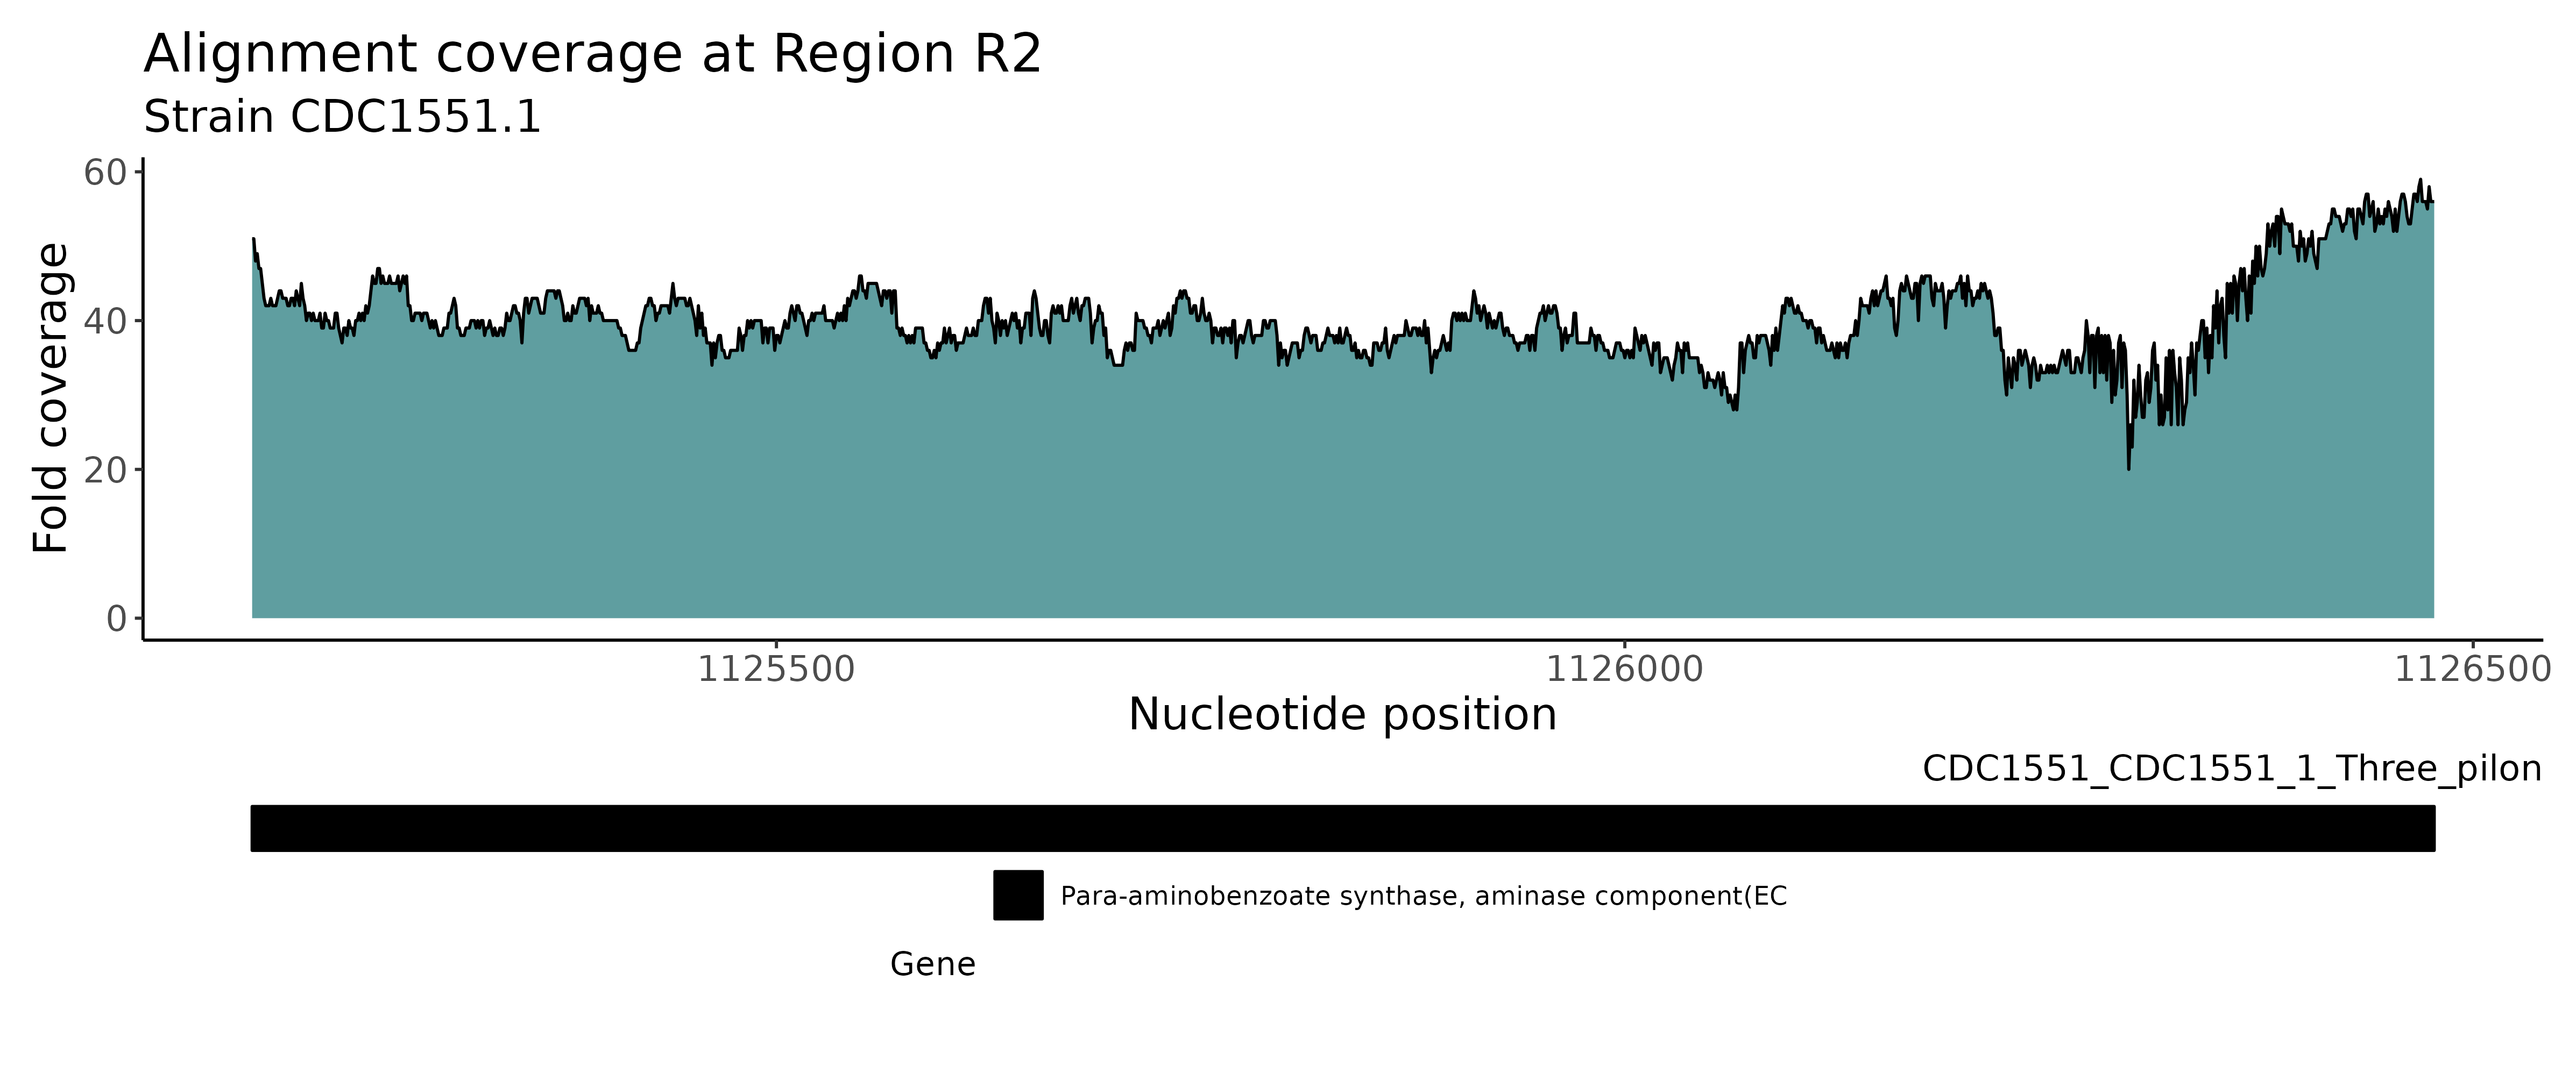 Alignment coverage at Region R2
Strain CDC1551.1
60
40
20
0
Fold coverage
1125500 1126000 1126500
Nucleotide position
CDC1551_CDC1551_1_Three_pilon
Para-aminobenzoate synthase, aminase component(EC
Gene